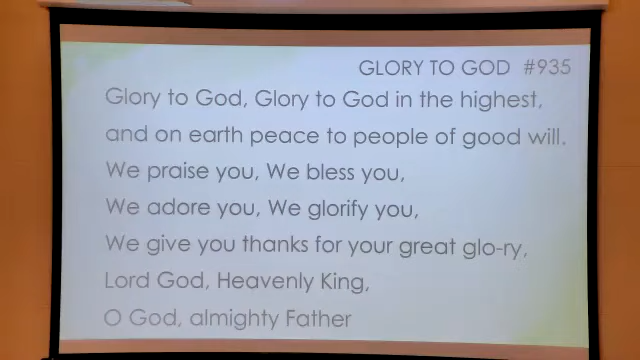 GLORY TO GOD #935
Glory to God, Glory to God in the highest,
and on earth peace to people of good will.
We praise you, We bless you,
We adore you, We glorify you,
We give you thanks for your great glo-ry,
Lord God, Heavenly King,
O God, almighty Father